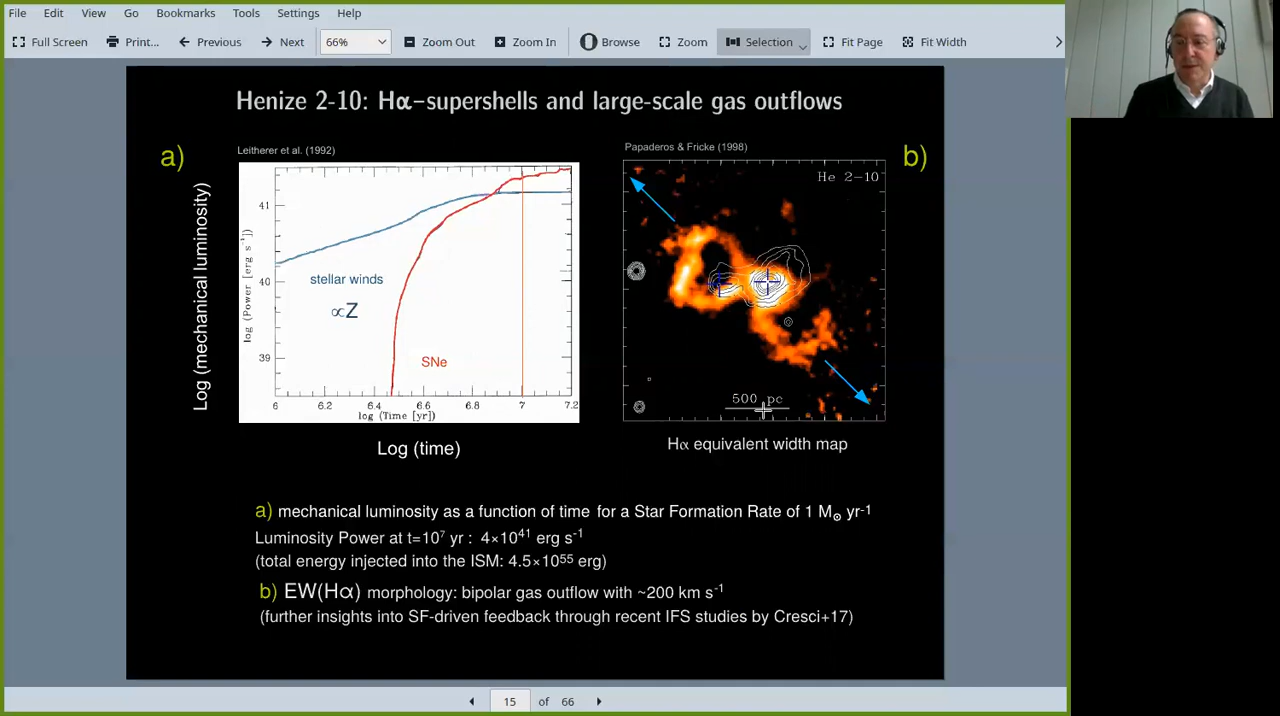 File Edit View Go Bookmarks Tools Settings Help
Full Screen Print... Previous Next 66% Zoom Out Zoom In Browse Zoom Selection Fit Page Fit Width
Henize 2-10: Hα−supershells and large-scale gas outflows
a)
Leitherer et al. (1992)
Log (mechanical luminosity)
log (Power [erg s⁻¹])
41
40
39
stellar winds
∝Z
SNe
6 6.2 6.4 6.6 6.8 7 7.2
log (Time [yr])
Log (time)
Papaderos & Fricke (1998)
b)
He 2-10
500 pc
Hα equivalent width map
a) mechanical luminosity as a function of time for a Star Formation Rate of 1 M⊙ yr⁻¹
Luminosity Power at t=10⁷ yr : 4×10⁴¹ erg s⁻¹
(total energy injected into the ISM: 4.5×10⁵⁵ erg)
b) EW(Hα) morphology: bipolar gas outflow with ~200 km s⁻¹
(further insights into SF-driven feedback through recent IFS studies by Cresci+17)
15 of 66